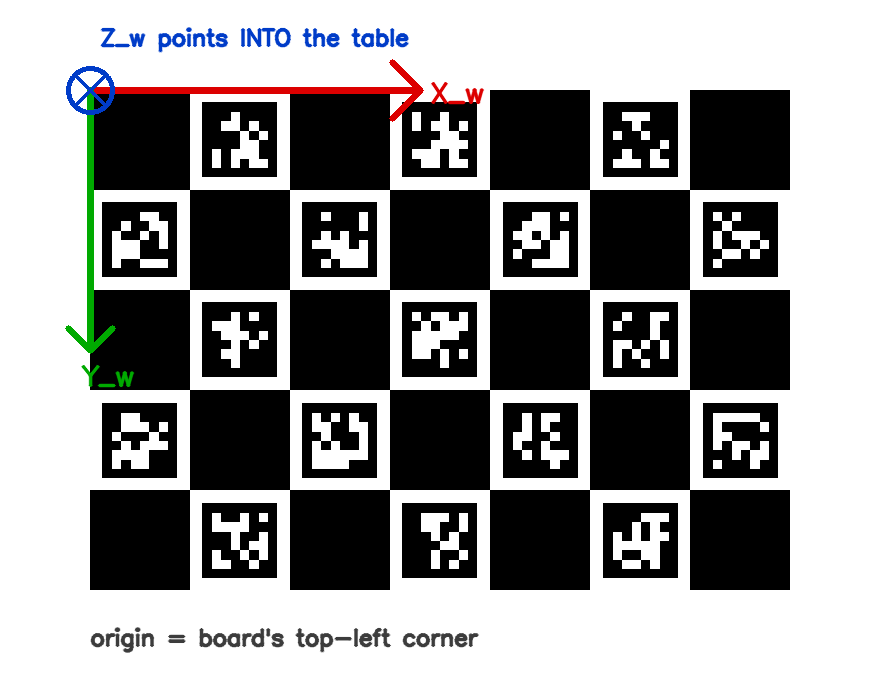 Z_w points INTO the table
X_w
Y_w
origin = board's top-left corner